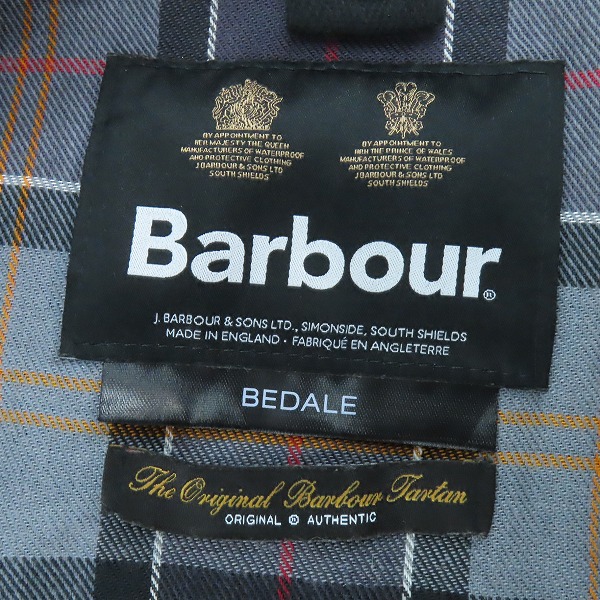 BY APPOINTMENT TO
HER MAJESTY THE QUEEN
MANUFACTURERS OF WATERPROOF
AND PROTECTIVE CLOTHING
J.BARBOUR & SONS LTD
SOUTH SHIELDS
BY APPOINTMENT TO
HRH THE PRINCE OF WALES
MANUFACTURERS OF WATERPROOF
AND PROTECTIVE CLOTHING
J.BARBOUR & SONS LTD
SOUTH SHIELDS
Barbour®
J. BARBOUR & SONS LTD., SIMONSIDE, SOUTH SHIELDS
MADE IN ENGLAND · FABRIQUÉ EN ANGLETERRE
BEDALE
The Original Barbour Tartan
ORIGINAL ® AUTHENTIC